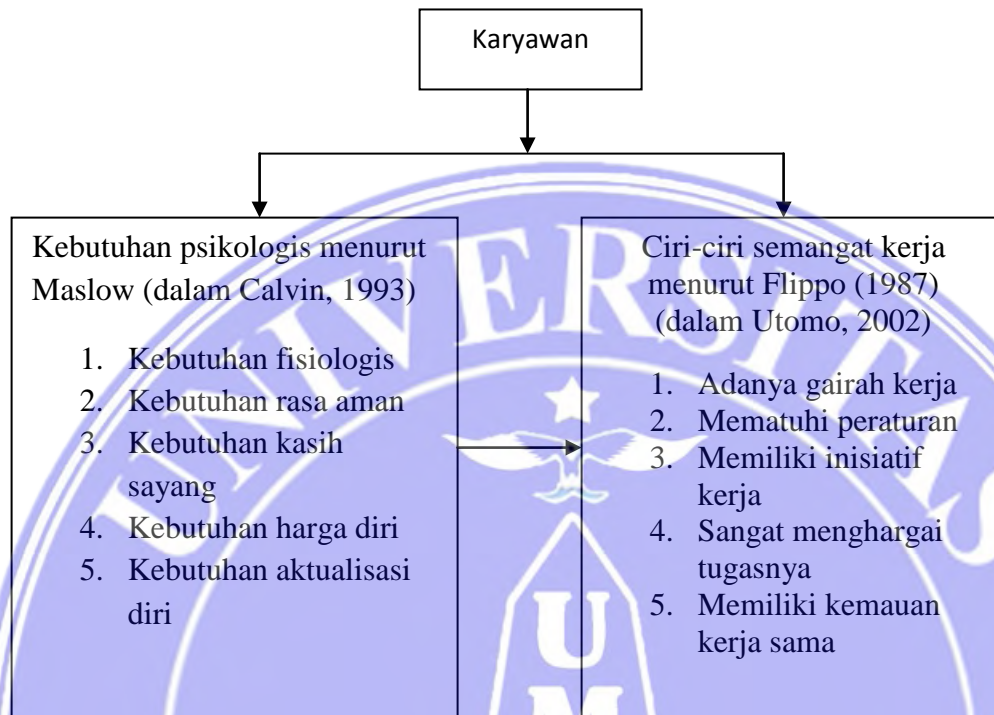 Karyawan
Kebutuhan psikologis menurut
Maslow (dalam Calvin, 1993)
1. Kebutuhan fisiologis
2. Kebutuhan rasa aman
3. Kebutuhan kasih
sayang
4. Kebutuhan harga diri
5. Kebutuhan aktualisasi
diri
Ciri-ciri semangat kerja
menurut Flippo (1987)
(dalam Utomo, 2002)
1. Adanya gairah kerja
2. Mematuhi peraturan
3. Memiliki inisiatif
kerja
4. Sangat menghargai
tugasnya
5. Memiliki kemauan
kerja sama
UNIVERSITAS
U
M